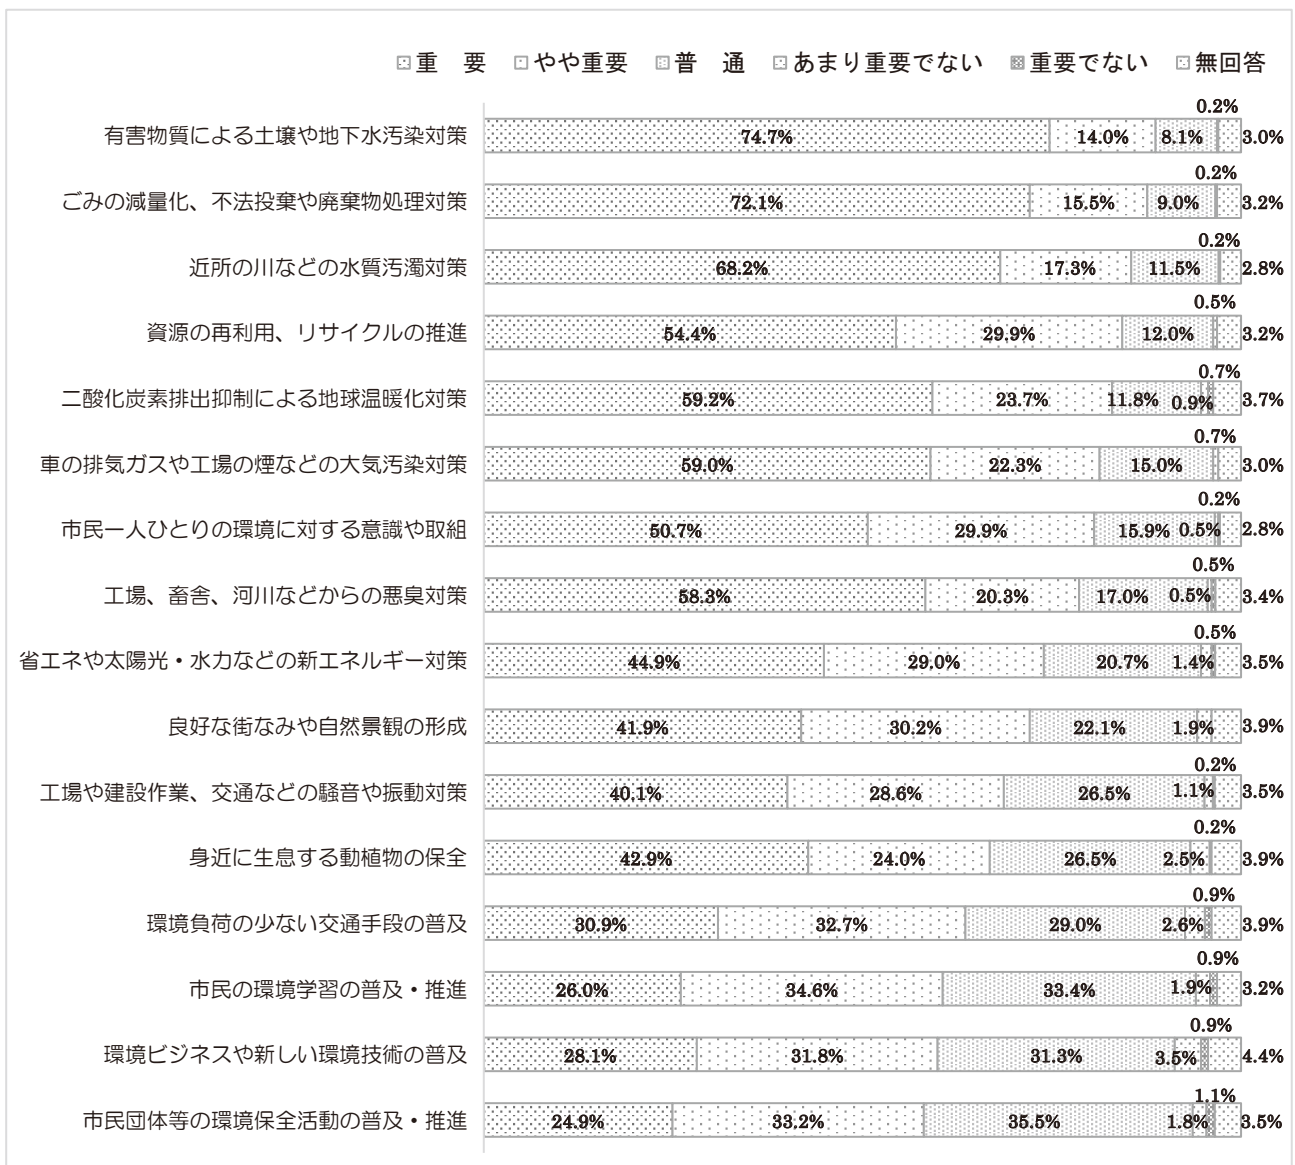 重　要　やや重要　普　通　あまり重要でない　重要でない　無回答
0.2%
有害物質による土壌や地下水汚染対策 74.7% 14.0% 8.1% 3.0%
0.2%
ごみの減量化、不法投棄や廃棄物処理対策 72.1% 15.5% 9.0% 3.2%
0.2%
近所の川などの水質汚濁対策 68.2% 17.3% 11.5% 2.8%
0.5%
資源の再利用、リサイクルの推進 54.4% 29.9% 12.0% 3.2%
0.7%
二酸化炭素排出抑制による地球温暖化対策 59.2% 23.7% 11.8% 0.9% 3.7%
0.7%
車の排気ガスや工場の煙などの大気汚染対策 59.0% 22.3% 15.0% 3.0%
0.2%
市民一人ひとりの環境に対する意識や取組 50.7% 29.9% 15.9% 0.5% 2.8%
0.5%
工場、畜舎、河川などからの悪臭対策 58.3% 20.3% 17.0% 0.5% 3.4%
0.5%
省エネや太陽光・水力などの新エネルギー対策 44.9% 29.0% 20.7% 1.4% 3.5%
良好な街なみや自然景観の形成 41.9% 30.2% 22.1% 1.9% 3.9%
0.2%
工場や建設作業、交通などの騒音や振動対策 40.1% 28.6% 26.5% 1.1% 3.5%
0.2%
身近に生息する動植物の保全 42.9% 24.0% 26.5% 2.5% 3.9%
0.9%
環境負荷の少ない交通手段の普及 30.9% 32.7% 29.0% 2.6% 3.9%
0.9%
市民の環境学習の普及・推進 26.0% 34.6% 33.4% 1.9% 3.2%
0.9%
環境ビジネスや新しい環境技術の普及 28.1% 31.8% 31.3% 3.5% 4.4%
1.1%
市民団体等の環境保全活動の普及・推進 24.9% 33.2% 35.5% 1.8% 3.5%